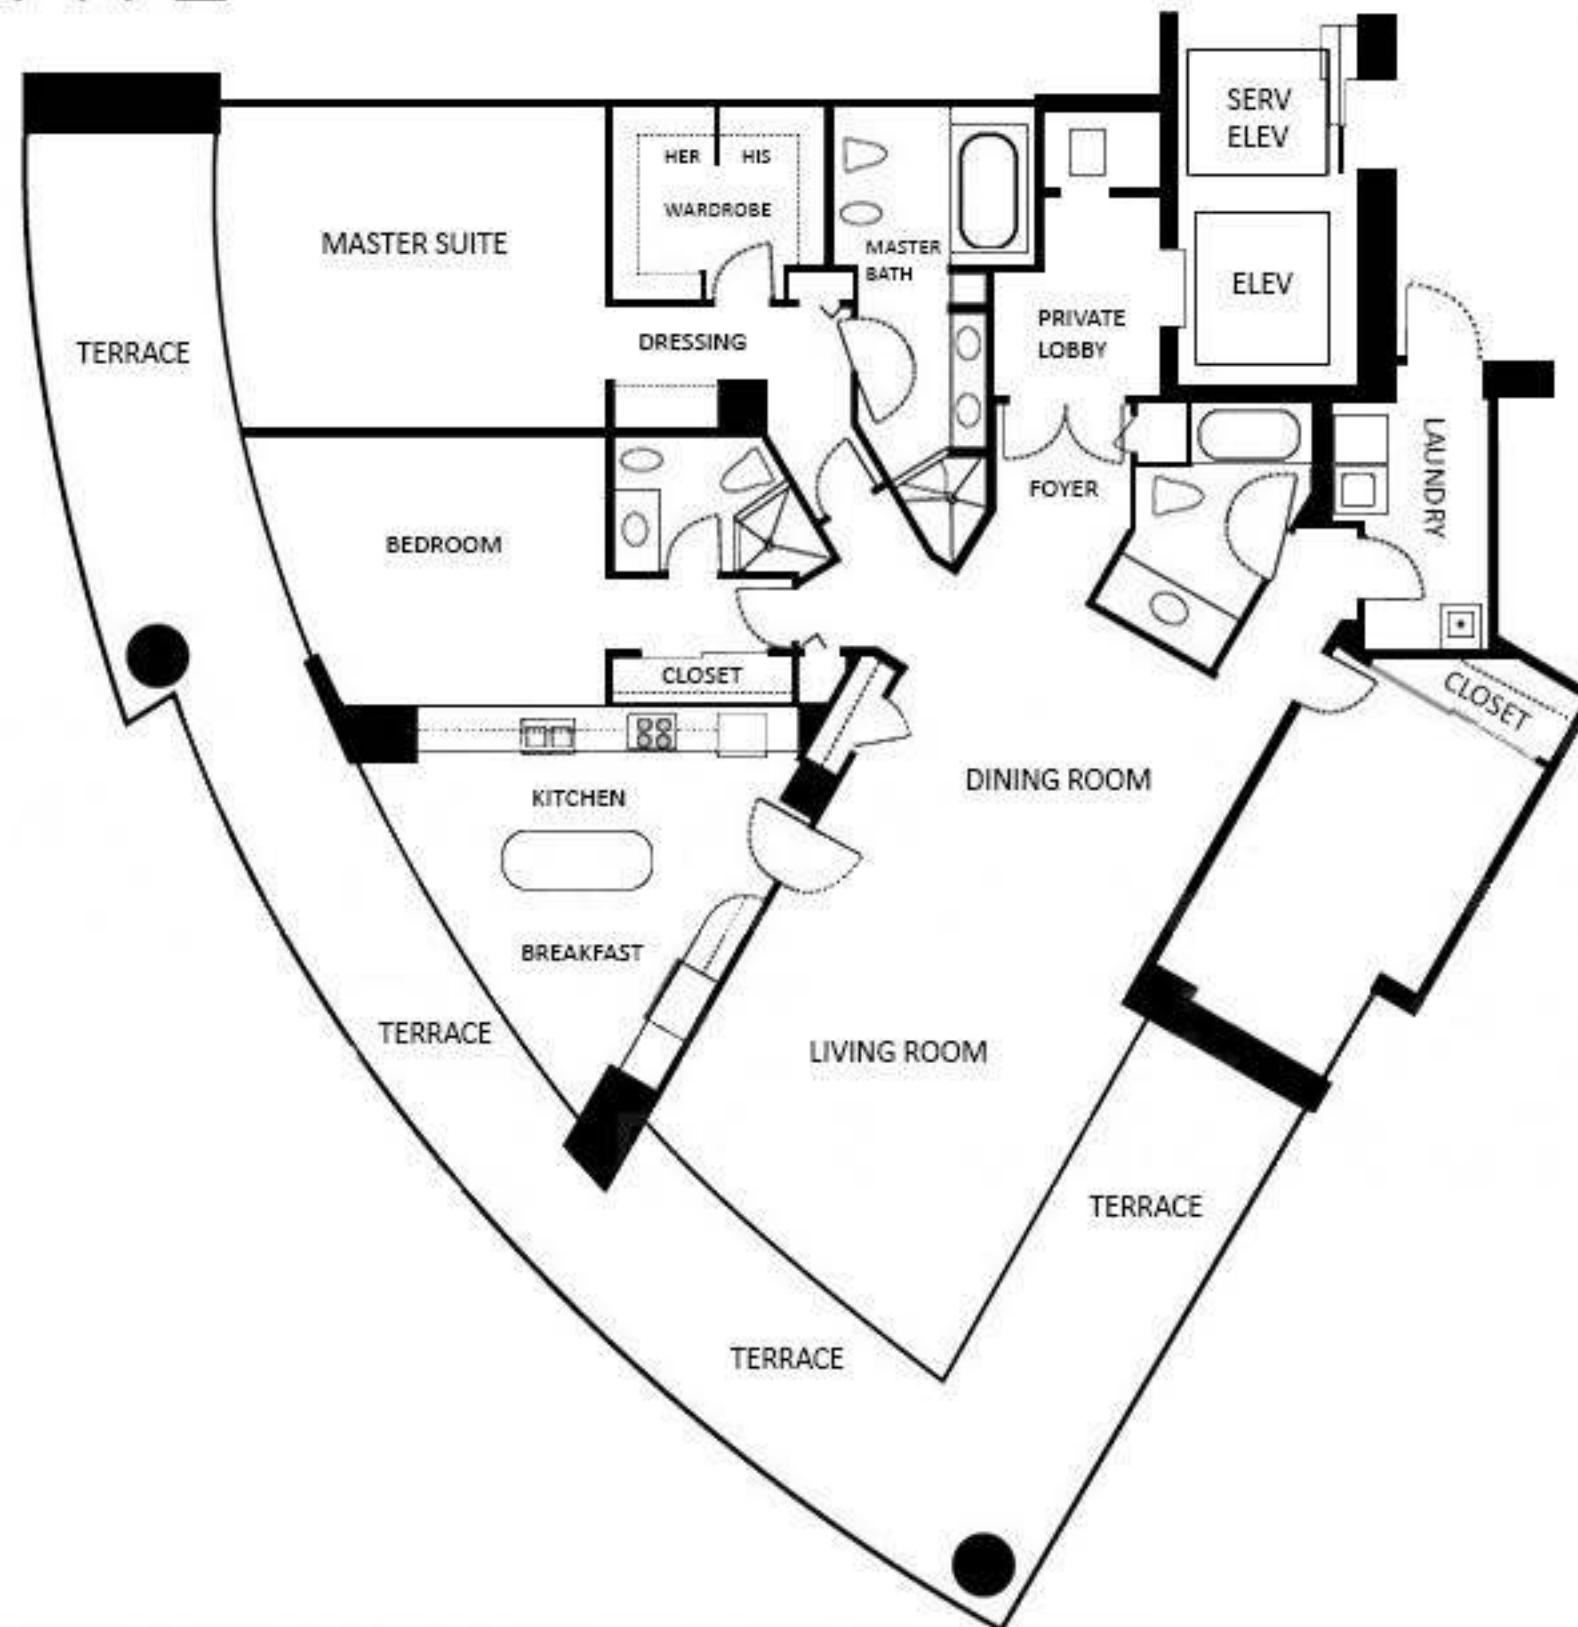 SERV
ELEV
HER HIS
WARDROBE
MASTER SUITE
MASTER
BATH
ELEV
PRIVATE
LOBBY
TERRACE
DRESSING
LAUNDRY
FOYER
BEDROOM
CLOSET
CLOSET
DINING ROOM
KITCHEN
BREAKFAST
TERRACE
LIVING ROOM
TERRACE
TERRACE